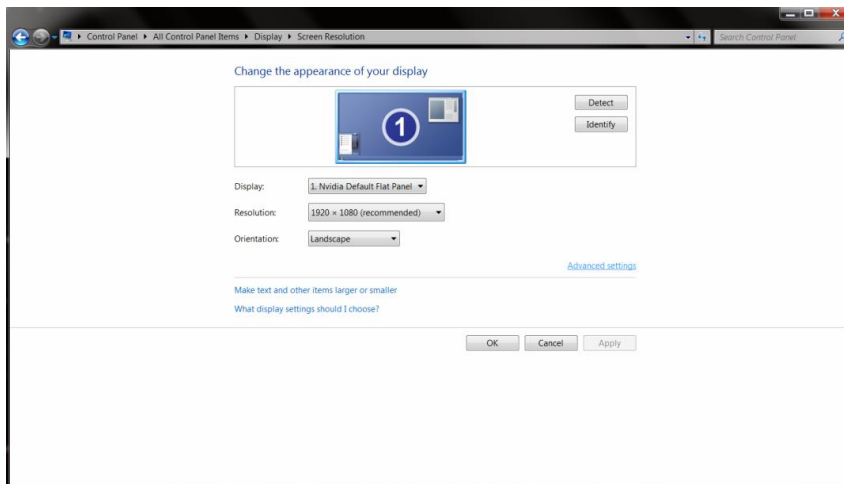 Control Panel ▸ All Control Panel Items ▸ Display ▸ Screen Resolution
Search Control Panel
Change the appearance of your display
1
Detect
Identify
Display: 1. Nvidia Default Flat Panel
Resolution: 1920 × 1080 (recommended)
Orientation: Landscape
Advanced settings
Make text and other items larger or smaller
What display settings should I choose?
OK Cancel Apply